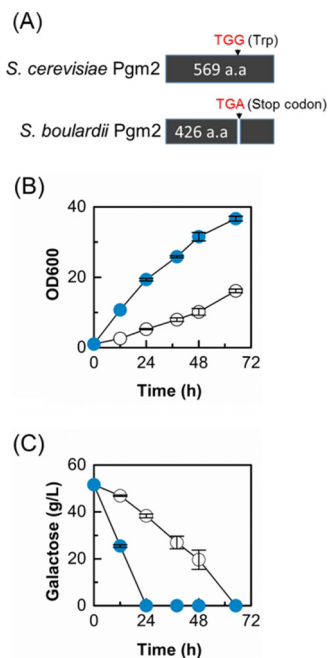 (A)
TGG (Trp)
S. cerevisiae Pgm2 569 a.a
TGA (Stop codon)
S. boulardii Pgm2 426 a.a
(B)
40
20
0
OD600
0 24 48 72
Time (h)
(C)
60
40
20
0
Galactose (g/L)
0 24 48 72
Time (h)